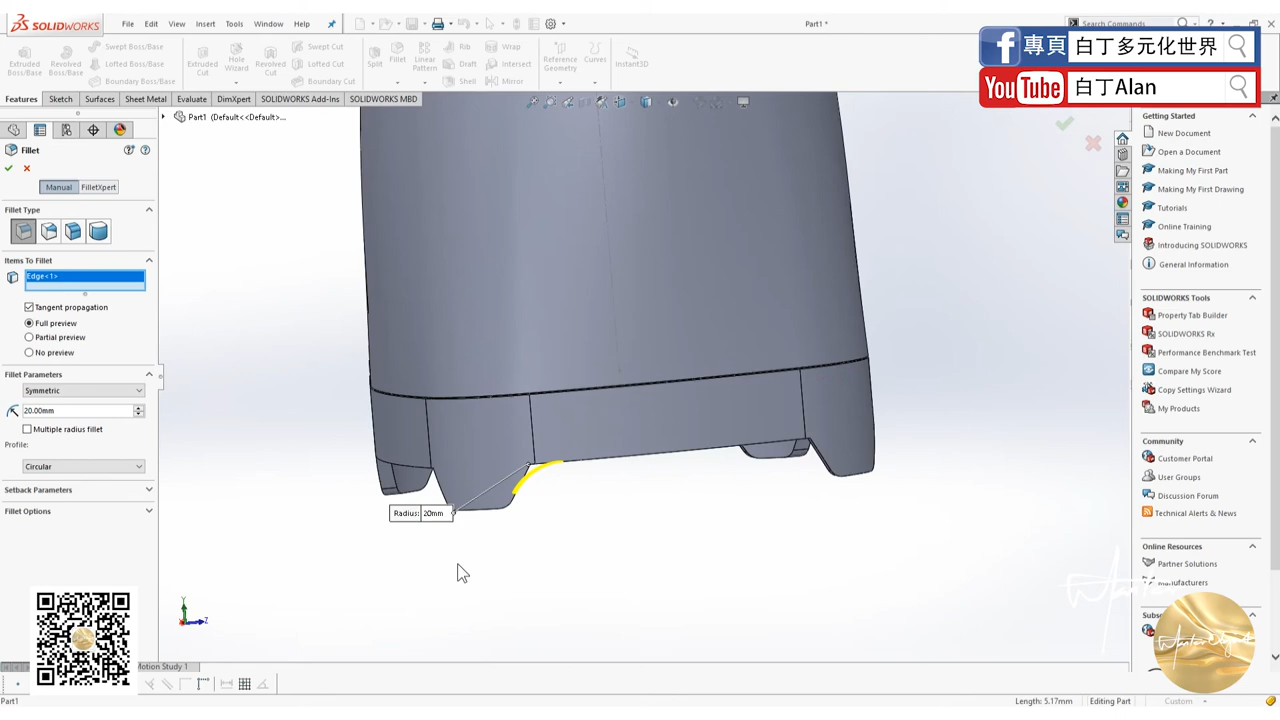 SOLIDWORKS
File Edit View Insert Tools Window Help
Part1 *
Search Commands
Extruded Boss/Base
Revolved Boss/Base
Swept Boss/Base
Lofted Boss/Base
Boundary Boss/Base
Extruded Cut
Hole Wizard
Revolved Cut
Swept Cut
Lofted Cut
Boundary Cut
Split
Fillet
Linear Pattern
Rib
Draft
Shell
Wrap
Intersect
Mirror
Reference Geometry
Curves
Instant3D
專頁 白丁多元化世界
YouTube 白丁Alan
Features Sketch Surfaces Sheet Metal Evaluate DimXpert SOLIDWORKS Add-Ins SOLIDWORKS MBD
Part1 (Default<<Default>...
Fillet
Manual FilletXpert
Fillet Type
Items To Fillet
Edge<1>
Tangent propagation
Full preview
Partial preview
No preview
Fillet Parameters
Symmetric
20.00mm
Multiple radius fillet
Profile:
Circular
Setback Parameters
Fillet Options
Radius: 20mm
Y
Z
Getting Started
New Document
Open a Document
Making My First Part
Making My First Drawing
Tutorials
Online Training
Introducing SOLIDWORKS
General Information
SOLIDWORKS Tools
Property Tab Builder
SOLIDWORKS Rx
Performance Benchmark Test
Compare My Score
Copy Settings Wizard
My Products
Community
Customer Portal
User Groups
Discussion Forum
Technical Alerts & News
Online Resources
Partner Solutions
Manufacturers
Motion Study 1
Part1
Length: 5.17mm Editing Part Custom